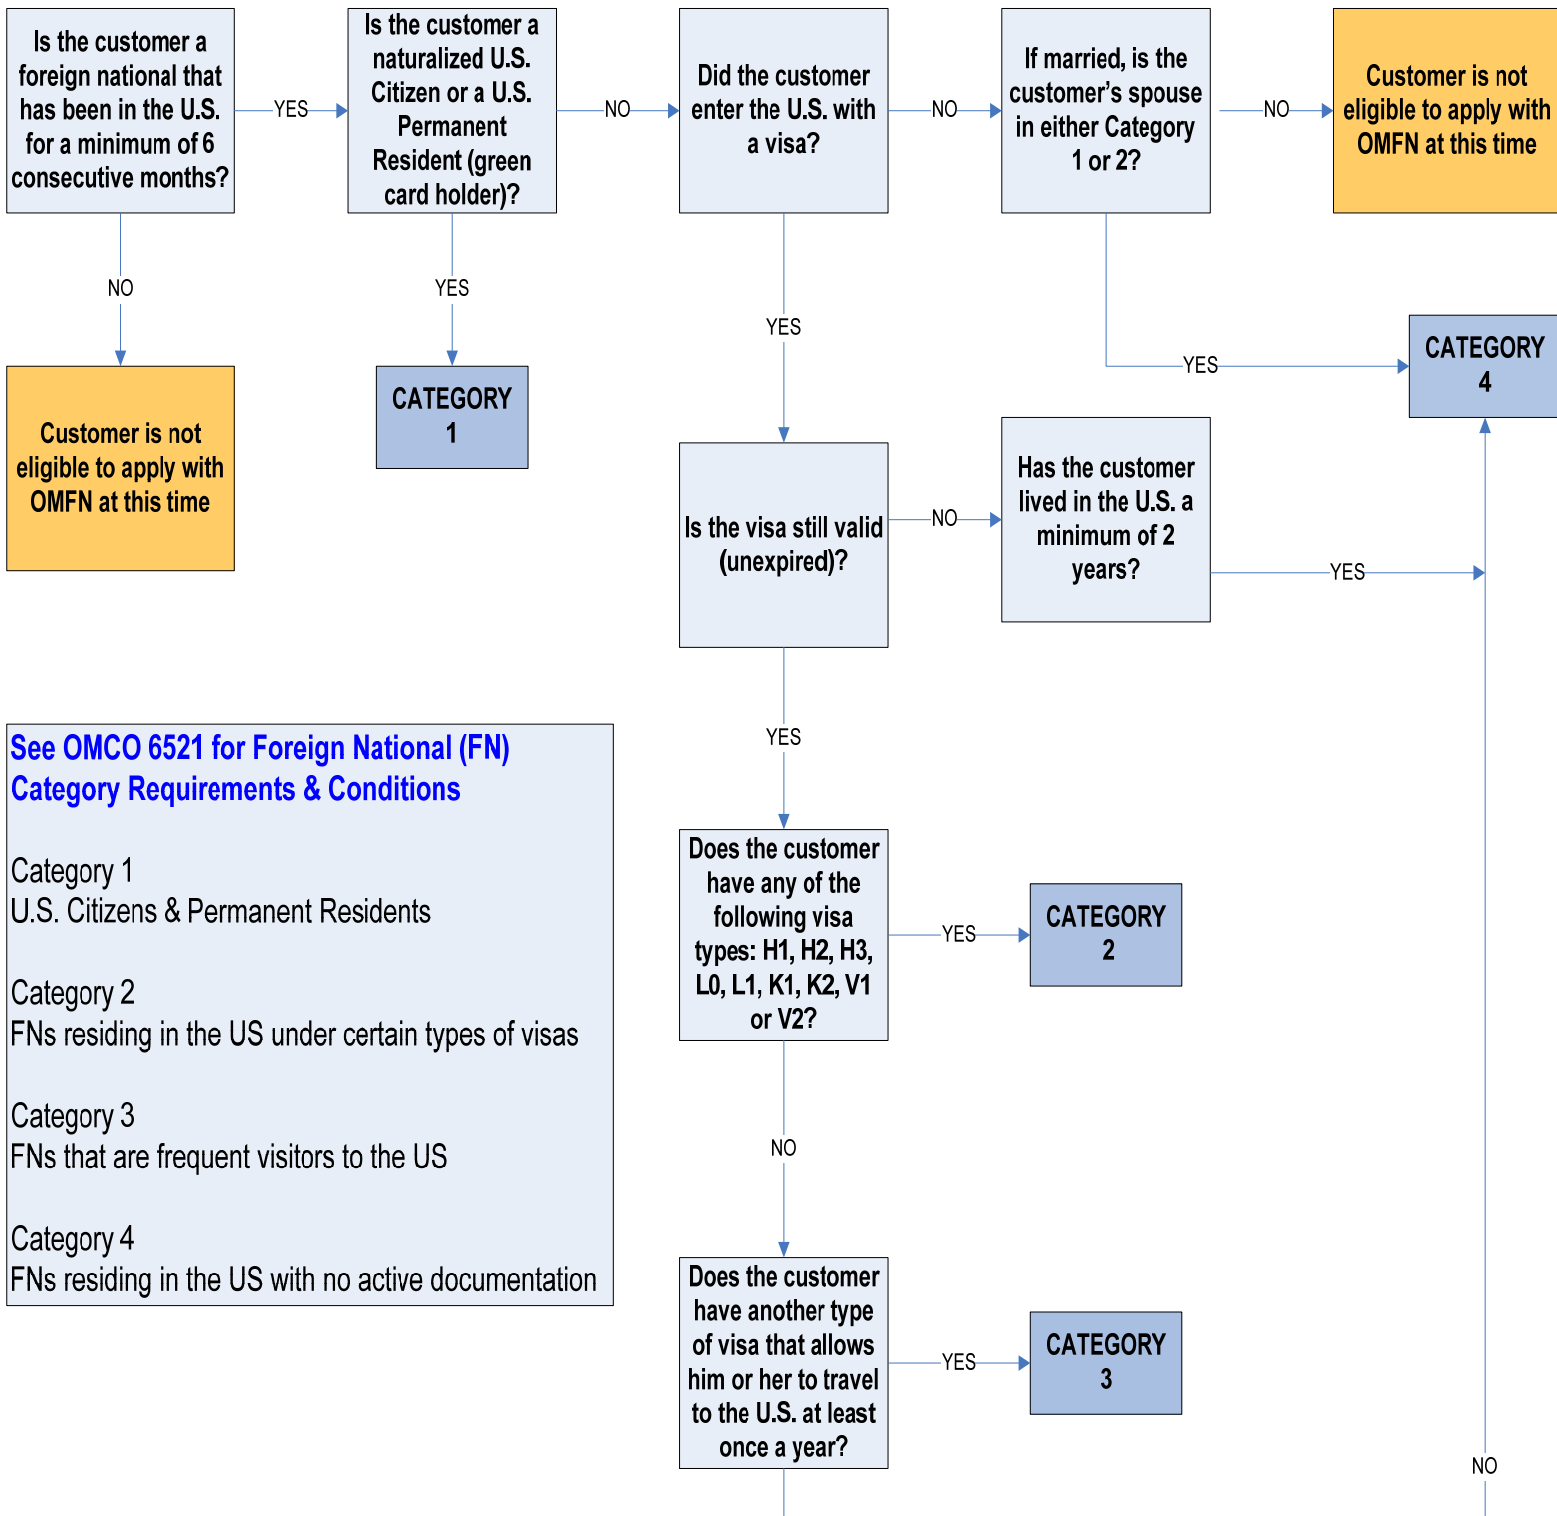 Is the customer a
foreign national that
has been in the U.S.
for a minimum of 6
consecutive months?
YES
Is the customer a
naturalized U.S.
Citizen or a U.S.
Permanent
Resident (green
card holder)?
NO
Did the customer
enter the U.S. with
a visa?
NO
If married, is the
customer’s spouse
in either Category
1 or 2?
NO
Customer is not
eligible to apply with
OMFN at this time
NO
YES
YES
YES
Customer is not
eligible to apply with
OMFN at this time
CATEGORY
1
CATEGORY
4
Is the visa still valid
(unexpired)?
NO
Has the customer
lived in the U.S. a
minimum of 2
years?
YES
YES
See OMCO 6521 for Foreign National (FN)
Category Requirements & Conditions
Category 1
U.S. Citizens & Permanent Residents
Category 2
FNs residing in the US under certain types of visas
Category 3
FNs that are frequent visitors to the US
Category 4
FNs residing in the US with no active documentation
Does the customer
have any of the
following visa
types: H1, H2, H3,
L0, L1, K1, K2, V1
or V2?
YES
CATEGORY
2
NO
Does the customer
have another type
of visa that allows
him or her to travel
to the U.S. at least
once a year?
YES
CATEGORY
3
NO